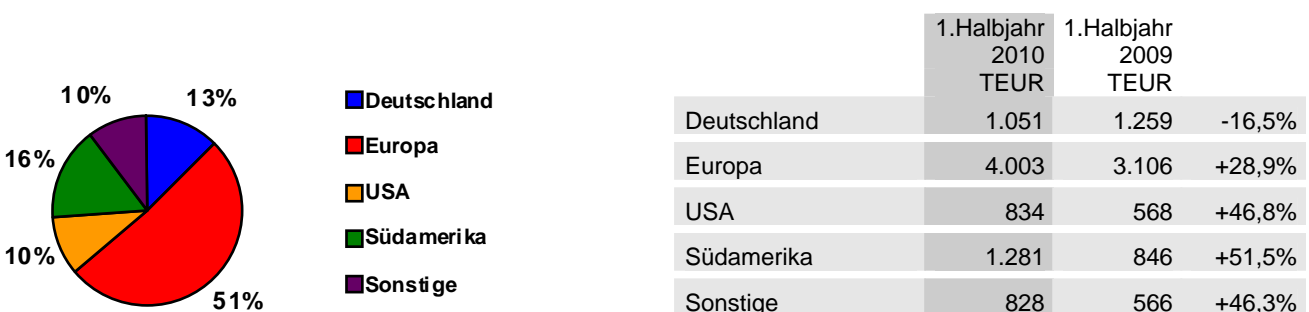 10% 13%
16%
10%
51%
Deutschland
Europa
USA
Südamerika
Sonstige
1.Halbjahr 1.Halbjahr
2010 2009
TEUR TEUR
Deutschland 1.051 1.259 -16,5%
Europa 4.003 3.106 +28,9%
USA 834 568 +46,8%
Südamerika 1.281 846 +51,5%
Sonstige 828 566 +46,3%